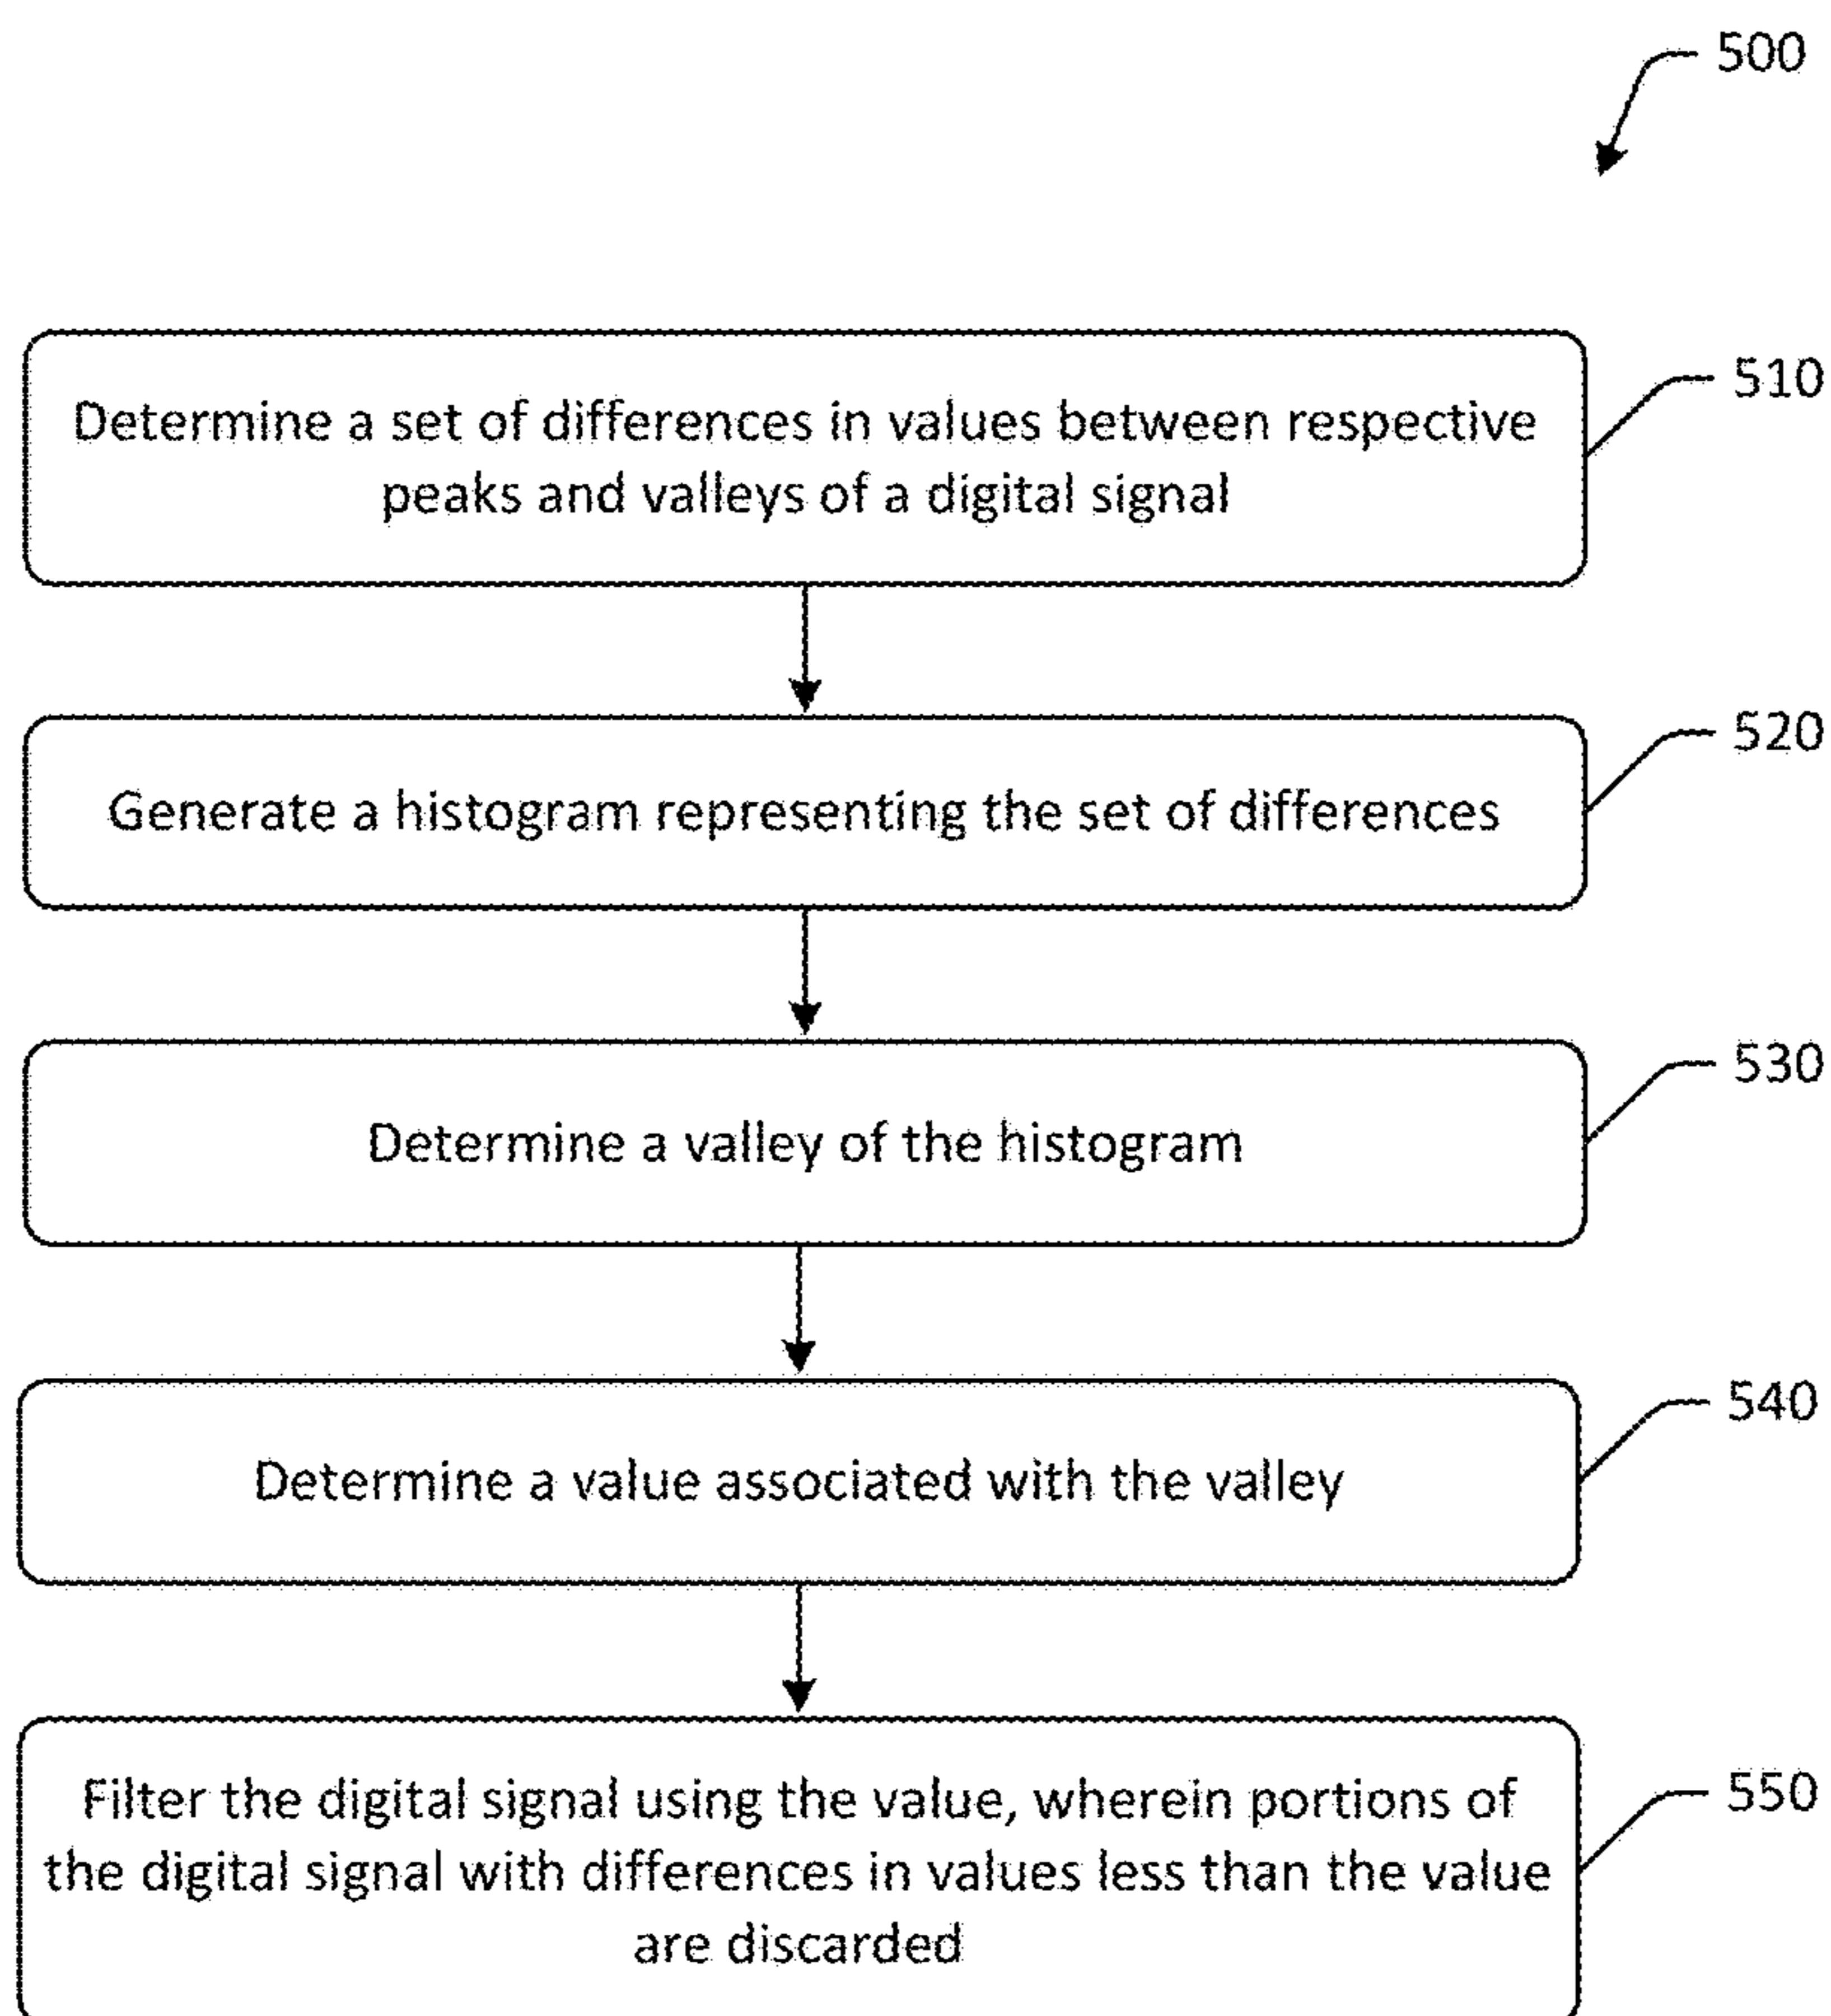 500
510
Determine a set of differences in values between respective
peaks and valleys of a digital signal
520
Generate a histogram representing the set of differences
530
Determine a valley of the histogram
540
Determine a value associated with the valley
550
Filter the digital signal using the value, wherein portions of
the digital signal with differences in values less than the value
are discarded